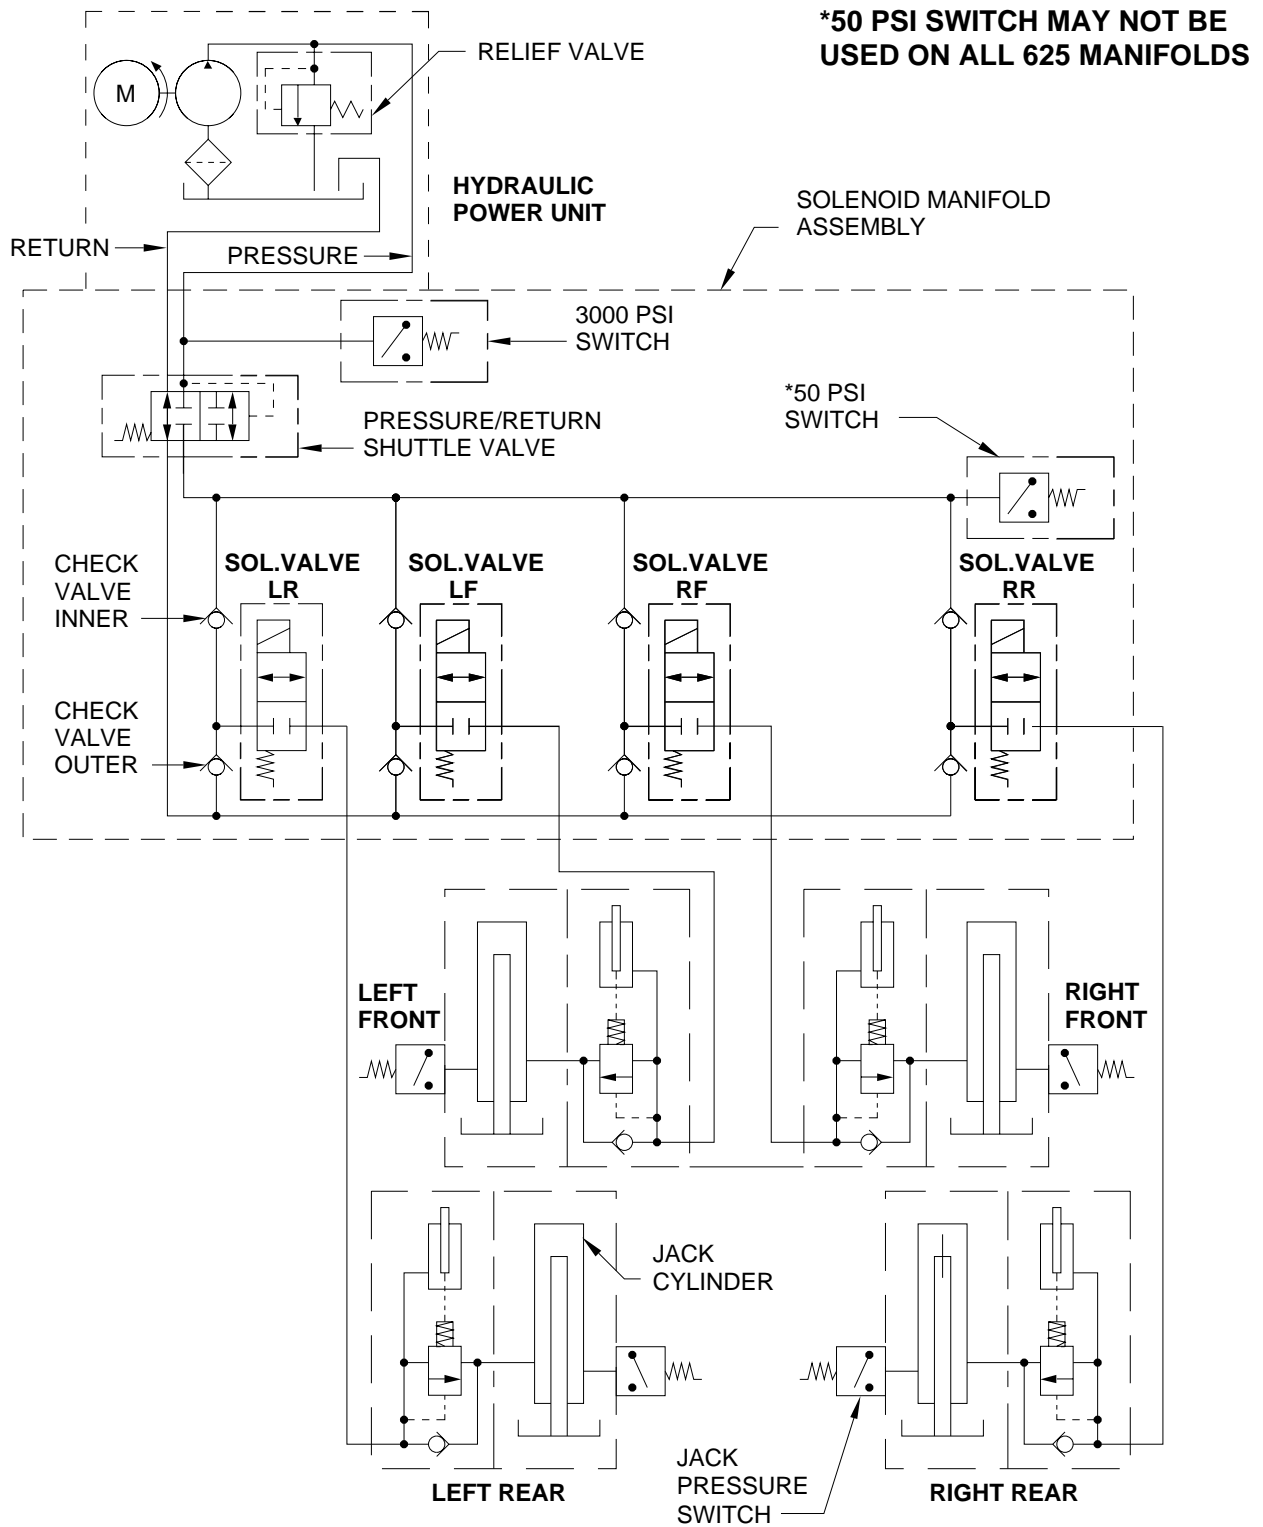 *50 PSI SWITCH MAY NOT BE
USED ON ALL 625 MANIFOLDS
RELIEF VALVE
M
HYDRAULIC
POWER UNIT
SOLENOID MANIFOLD
ASSEMBLY
RETURN
PRESSURE
3000 PSI
SWITCH
*50 PSI
SWITCH
PRESSURE/RETURN
SHUTTLE VALVE
CHECK
VALVE
INNER
SOL.VALVE
LR
SOL.VALVE
LF
SOL.VALVE
RF
SOL.VALVE
RR
CHECK
VALVE
OUTER
LEFT
FRONT
RIGHT
FRONT
JACK
CYLINDER
JACK
PRESSURE
SWITCH
LEFT REAR
RIGHT REAR